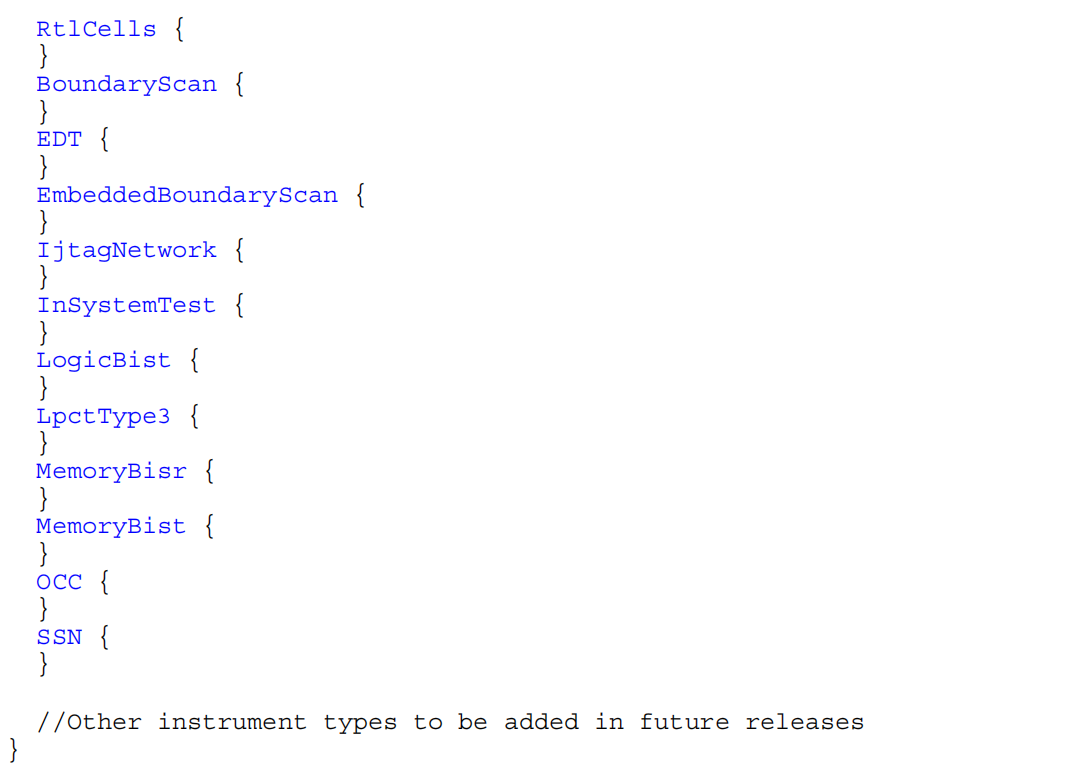 RtlCells {
}
BoundaryScan {
}
EDT {
}
EmbeddedBoundaryScan {
}
IjtagNetwork {
}
InSystemTest {
}
LogicBist {
}
LpctType3 {
}
MemoryBisr {
}
MemoryBist {
}
OCC {
}
SSN {
}
//Other instrument types to be added in future releases
}